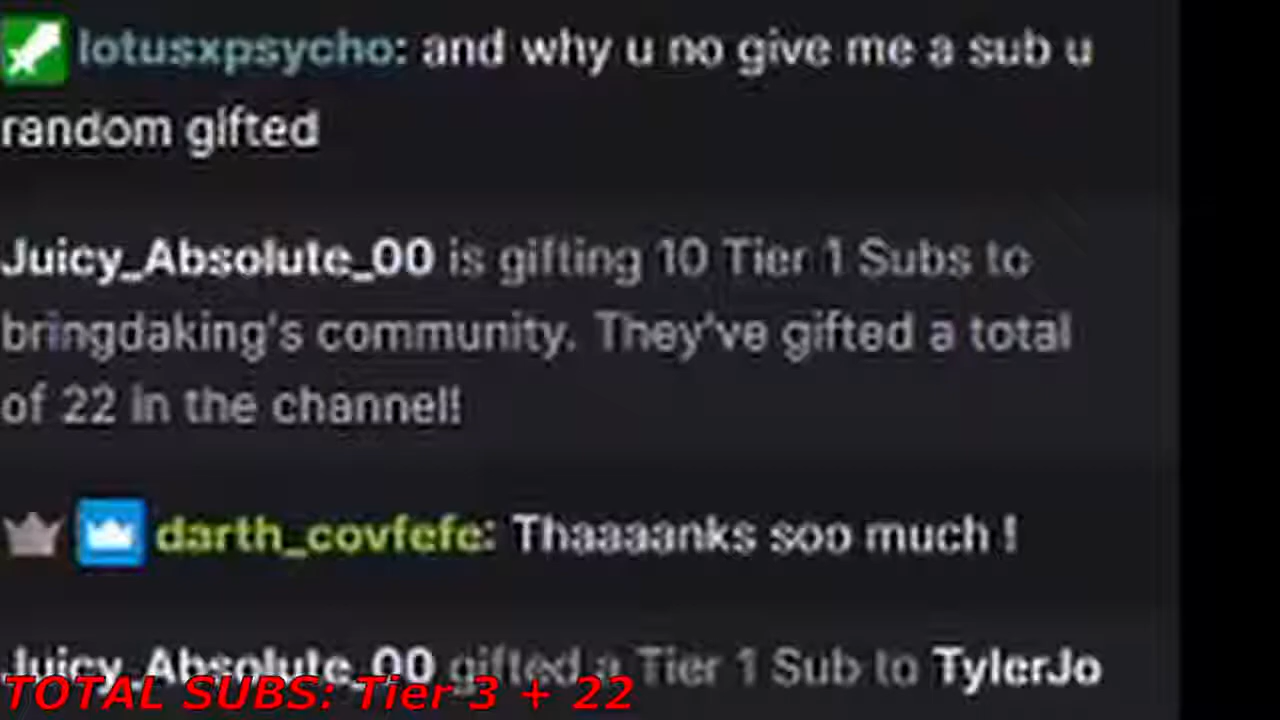 lotusxpsycho: and why u no give me a sub u
random gifted
Juicy_Absolute_00 is gifting 10 Tier 1 Subs to
bringdaking's community. They've gifted a total
of 22 in the channel!
darth_covfefe: Thaaaanks soo much !
Juicy_Absolute_00 gifted a Tier 1 Sub to TylerJo
TOTAL SUBS: Tier 3 + 22